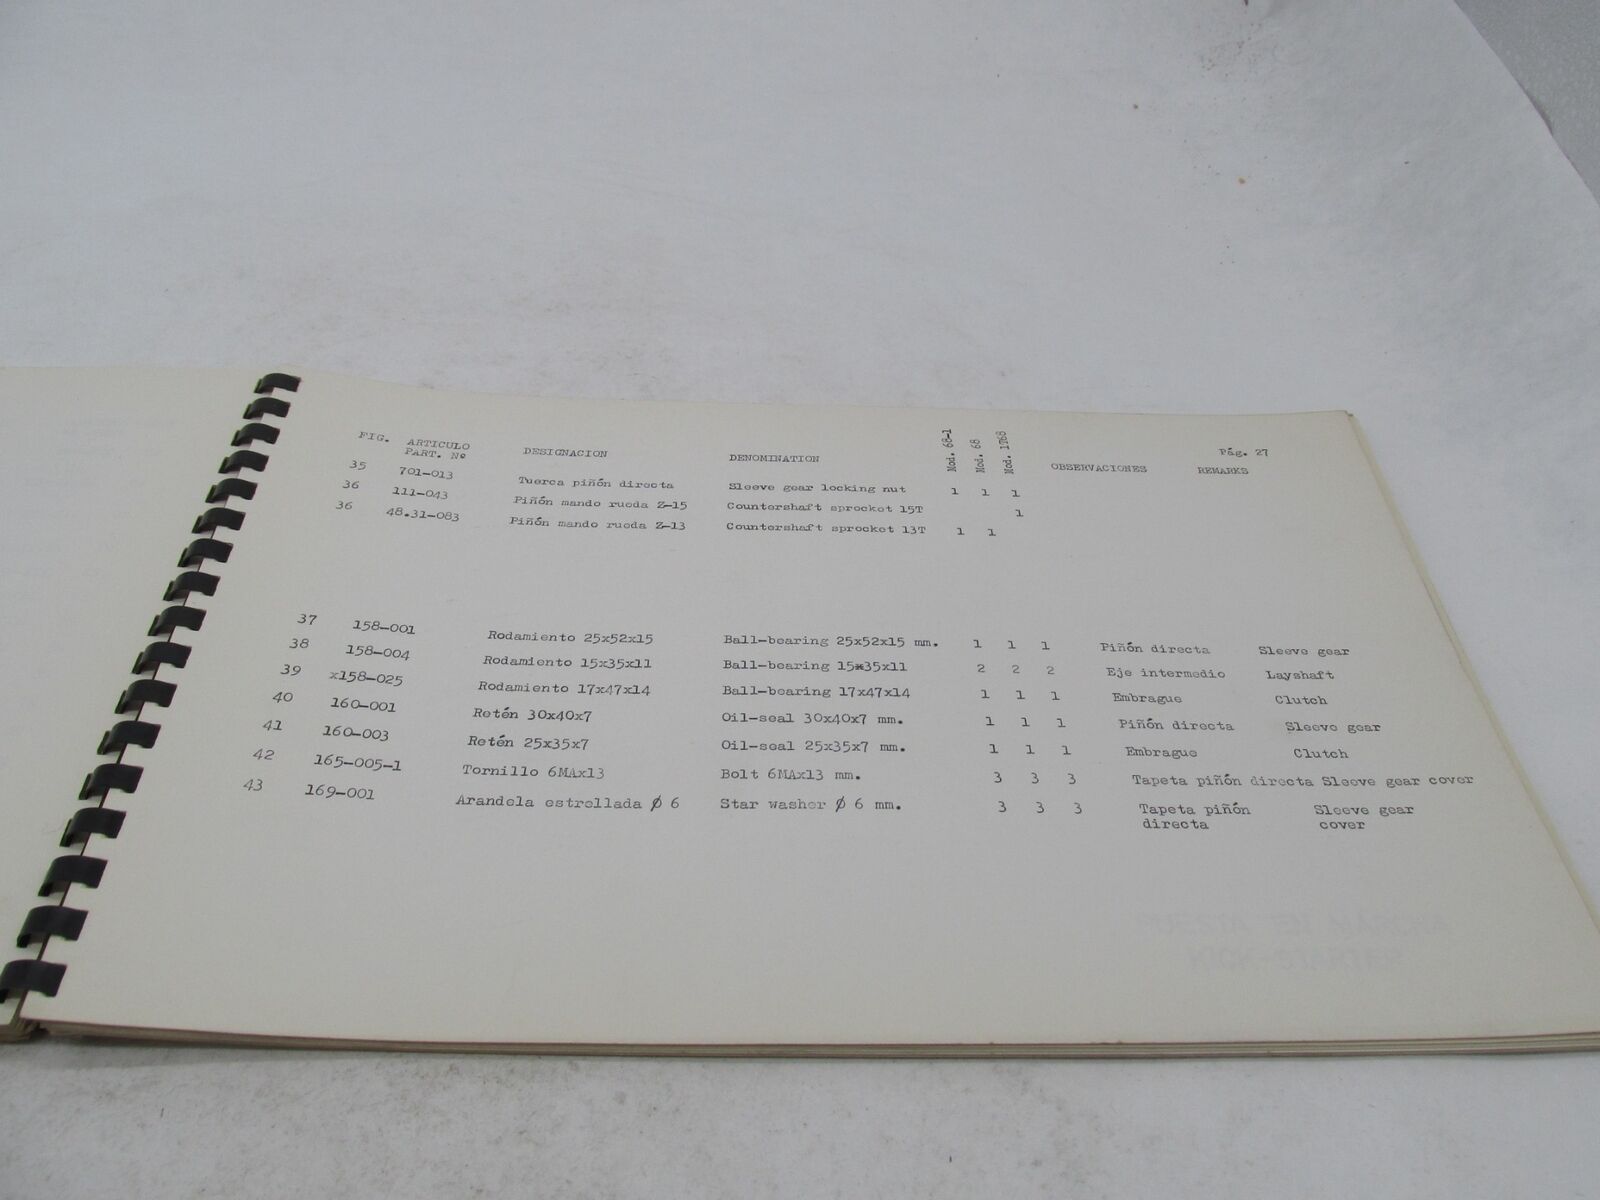 Pág. 27
FIG. ARTICULO PART. Nº DESIGNACION DENOMINATION Mod. 68-1 Mod. 68 Mod. 1T68 OBSERVACIONES REMARKS
35 701-013 Tuerca piñón directa Sleeve gear locking nut 1 1 1
36 111-043 Piñón mando rueda Z-15 Countershaft sprocket 15T 1
36 48.31-083 Piñón mando rueda Z-13 Countershaft sprocket 13T 1 1
37 158-001 Rodamiento 25x52x15 Ball-bearing 25x52x15 mm. 1 1 1 Piñón directa Sleeve gear
38 158-004 Rodamiento 15x35x11 Ball-bearing 15x35x11 2 2 2 Eje intermedio Layshaft
39 x158-025 Rodamiento 17x47x14 Ball-bearing 17x47x14 1 1 1 Embrague Clutch
40 160-001 Retén 30x40x7 Oil-seal 30x40x7 mm. 1 1 1 Piñón directa Sleeve gear
41 160-003 Retén 25x35x7 Oil-seal 25x35x7 mm. 1 1 1 Embrague Clutch
42 165-005-1 Tornillo 6MAx13 Bolt 6MAx13 mm. 3 3 3 Tapeta piñón directa Sleeve gear cover
43 169-001 Arandela estrellada Ø 6 Star washer Ø 6 mm. 3 3 3 Tapeta piñón Sleeve gear
directa cover